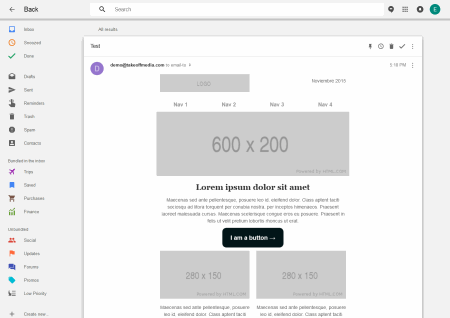 Back
Search
E
Inbox
Snoozed
Done
Drafts
Sent
Reminders
Trash
Spam
Contacts
Bundled in the inbox
Trips
Saved
Purchases
Finance
Unbundled
Social
Updates
Forums
Promos
Low Priority
Create new...
All results
Test
D
demo@takeoffmedia.com to email.io
5:16 PM
LOGO
Noviembre 2015
Nav 1 Nav 2 Nav 3 Nav 4
600 x 200
Powered by HTML.COM
Lorem ipsum dolor sit amet
Maecenas sed ante pellentesque, posuere leo id, eleifend dolor. Class aptent taciti
sociosqu ad litora torquent per conubia nostra, per inceptos himenaeos. Praesent
laoreet malesuada cursus. Maecenas scelerisque congue eros eu posuere. Praesent in
felis ut velit pretium lobortis rhoncus ut erat.
I am a button →
280 x 150
Powered by HTML.COM
280 x 150
Powered by HTML.COM
Maecenas sed ante pellentesque, posuere
leo id, eleifend dolor. Class aptent taciti
Maecenas sed ante pellentesque, posuere
leo id, eleifend dolor. Class aptent taciti